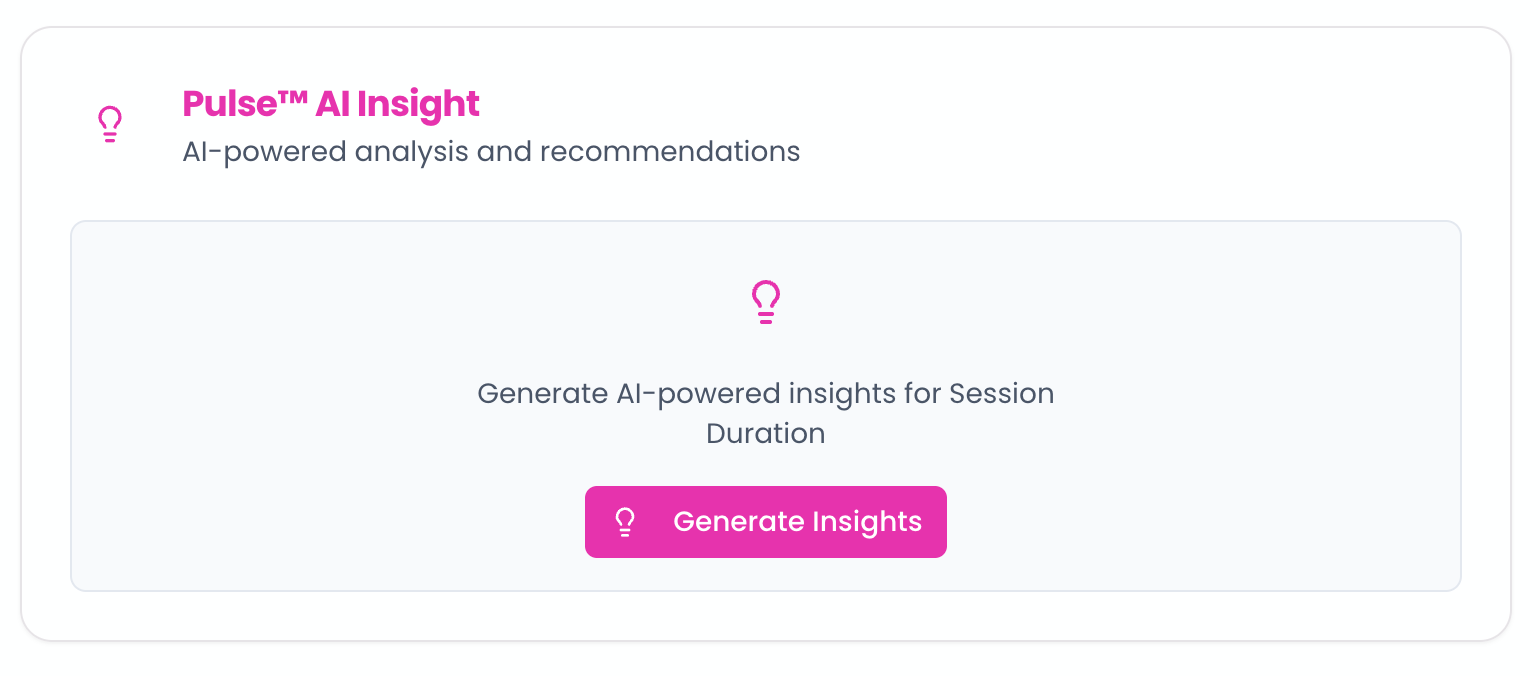 Pulse™ AI Insight
AI-powered analysis and recommendations
Generate AI-powered insights for Session
Duration
Generate Insights